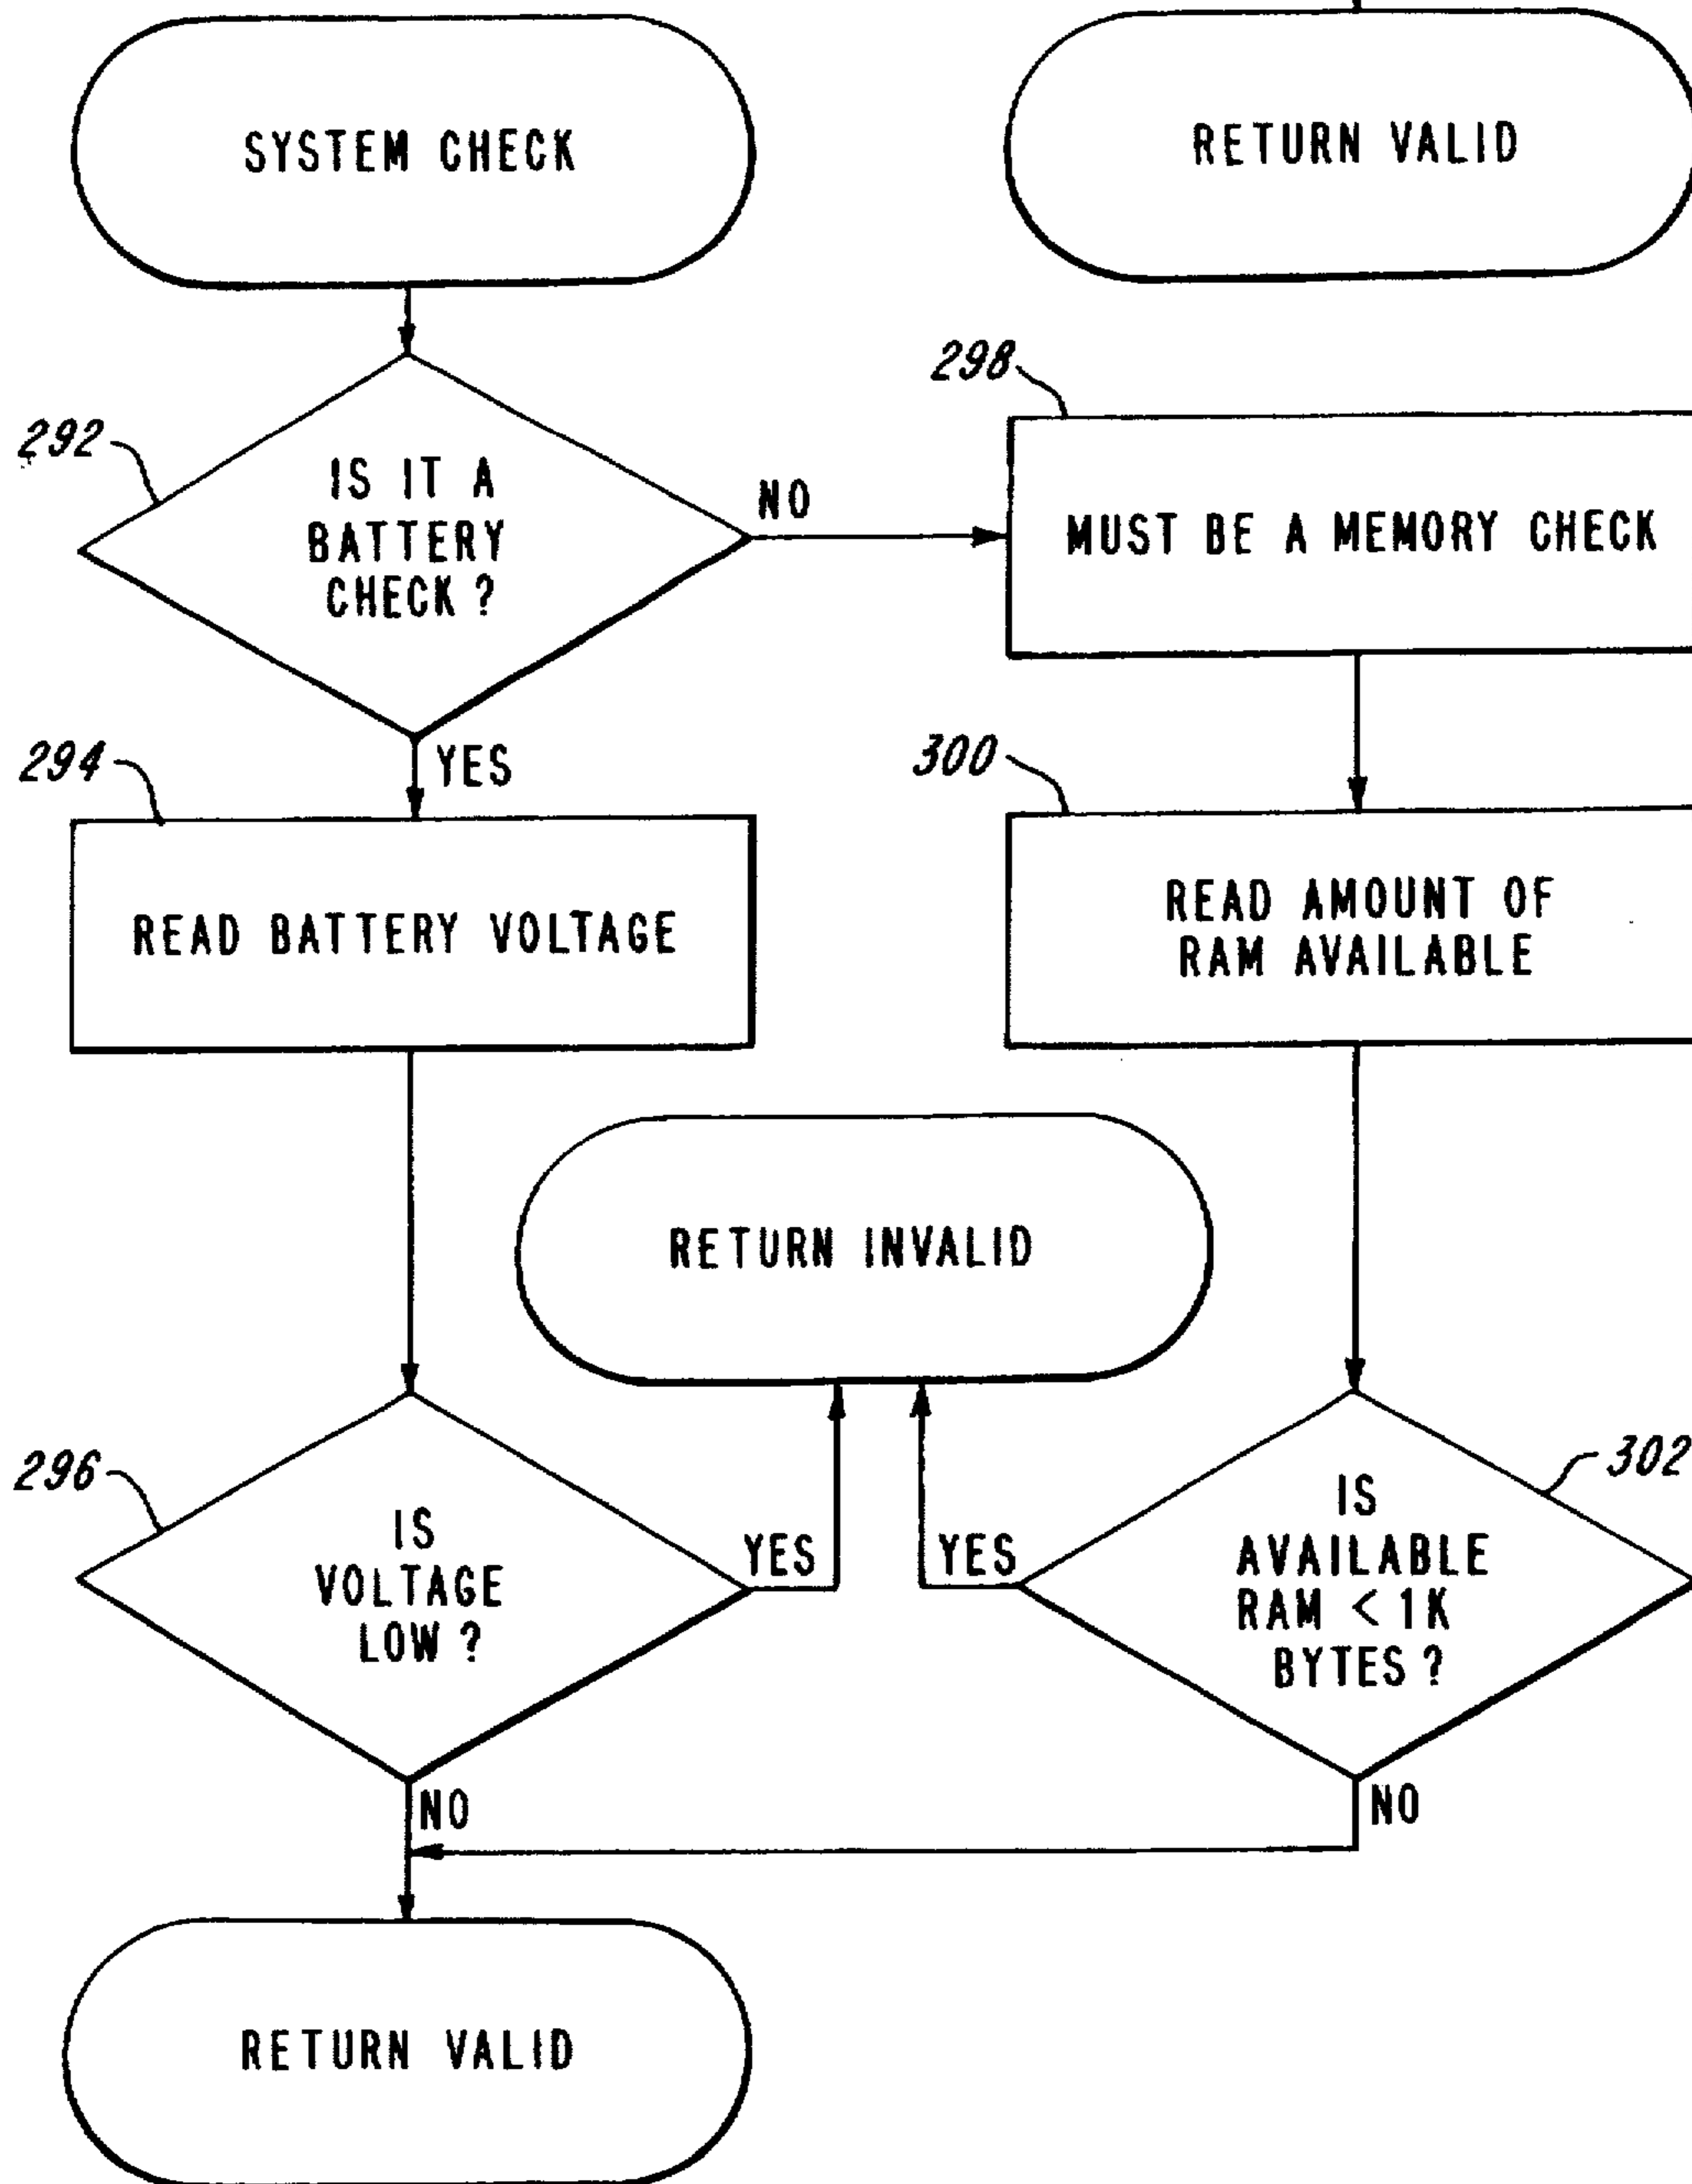 SYSTEM CHECK
RETURN VALID
292
IS IT A
BATTERY
CHECK ?
NO
298
MUST BE A MEMORY CHECK
YES
294
READ BATTERY VOLTAGE
300
READ AMOUNT OF
RAM AVAILABLE
RETURN INVALID
296
IS
VOLTAGE
LOW ?
YES
YES
302
IS
AVAILABLE
RAM < 1K
BYTES ?
NO
NO
RETURN VALID